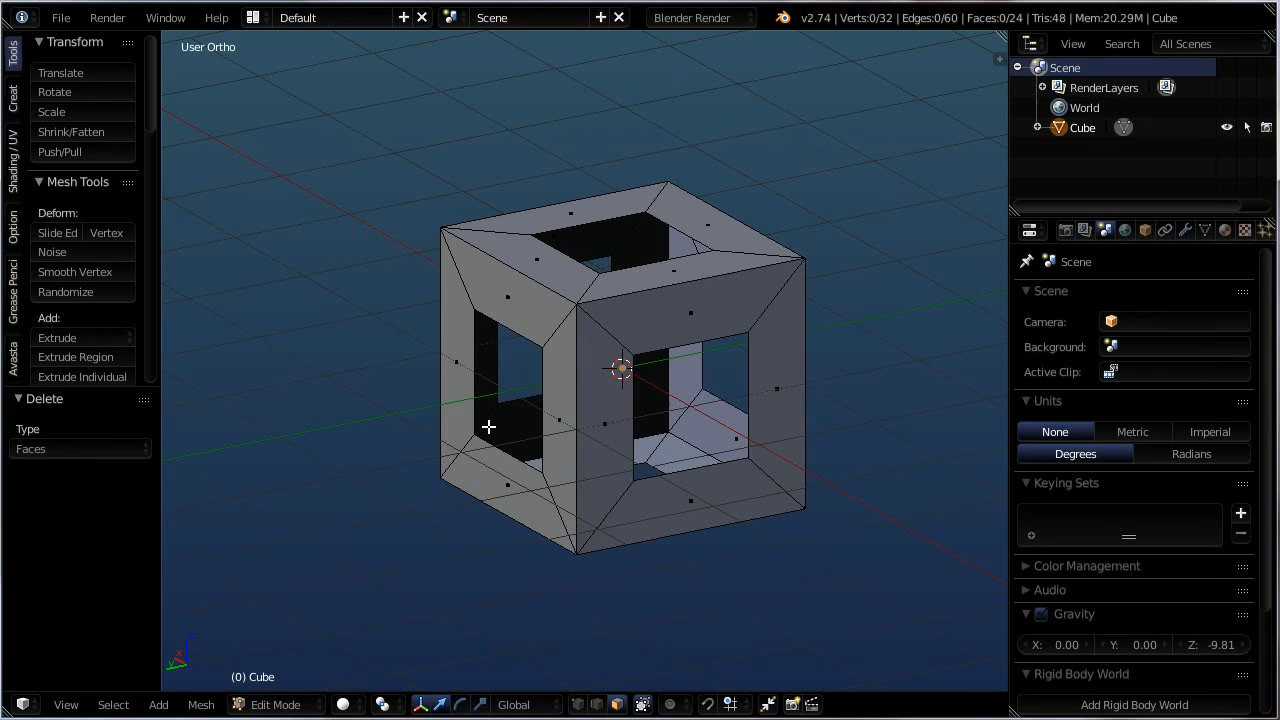 File Render Window Help Default Scene Blender Render v2.74 | Verts:0/32 | Edges:0/60 | Faces:0/24 | Tris:48 | Mem:20.29M | Cube
Tools
Creat
Shading / UV
Option
Grease Penci
Avasta
Transform
Translate
Rotate
Scale
Shrink/Fatten
Push/Pull
Mesh Tools
Deform:
Slide Ed Vertex
Noise
Smooth Vertex
Randomize
Add:
Extrude
Extrude Region
Extrude Individual
Delete
Type
Faces
User Ortho
(0) Cube
View Select Add Mesh Edit Mode Global
View Search All Scenes
Scene
RenderLayers
World
Cube
Scene
Scene
Camera:
Background:
Active Clip:
Units
None Metric Imperial
Degrees Radians
Keying Sets
Color Management
Audio
Gravity
X: 0.00 Y: 0.00 Z: -9.81
Rigid Body World
Add Rigid Body World